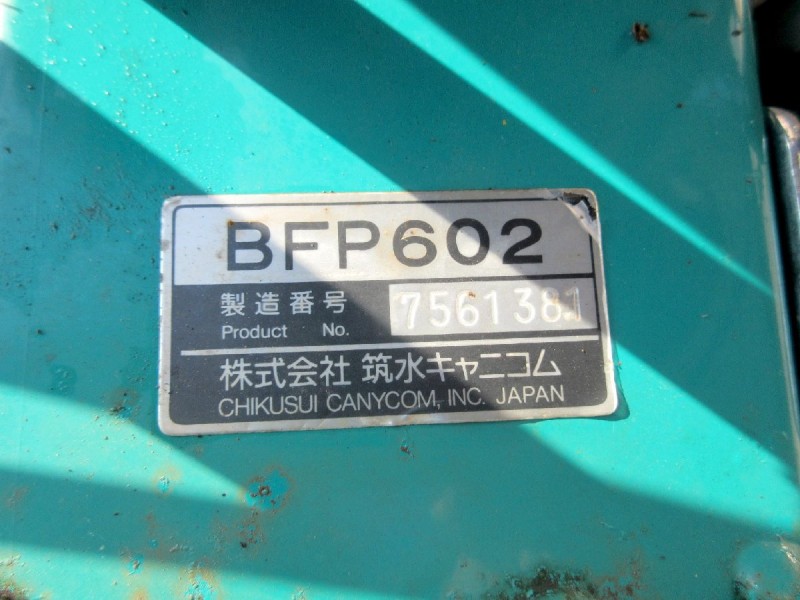 BFP602
製造番号 7561381
Product No.
株式会社 筑水キャニコム
CHIKUSUI CANYCOM, INC. JAPAN